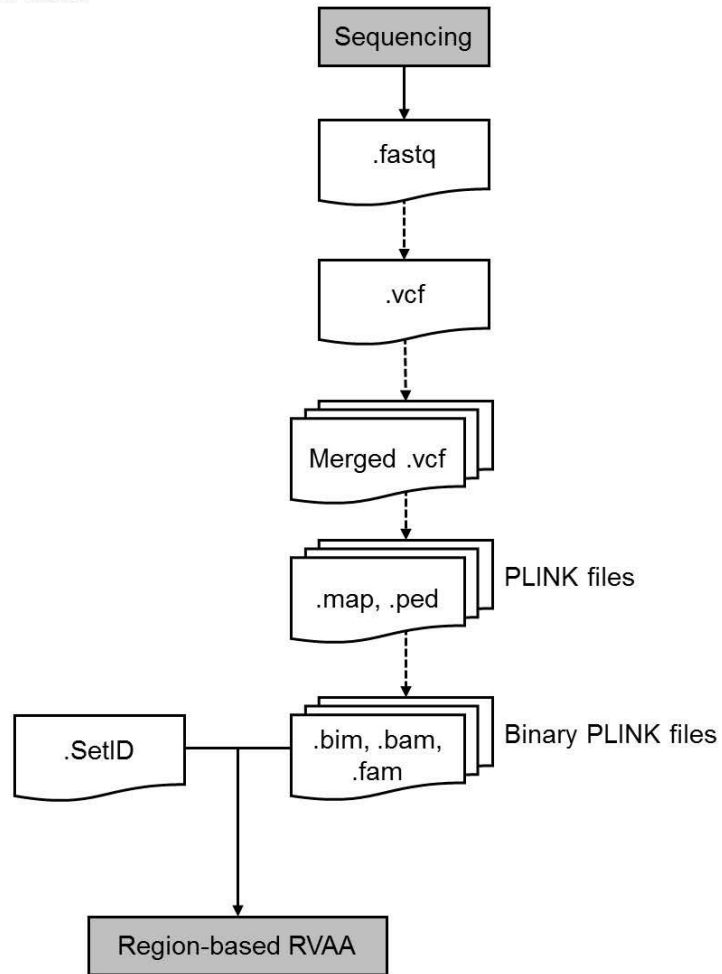 Sequencing
.fastq
.vcf
Merged .vcf
.map, .ped
PLINK files
.SetID
.bim, .bam,
.fam
Binary PLINK files
Region-based RVAA